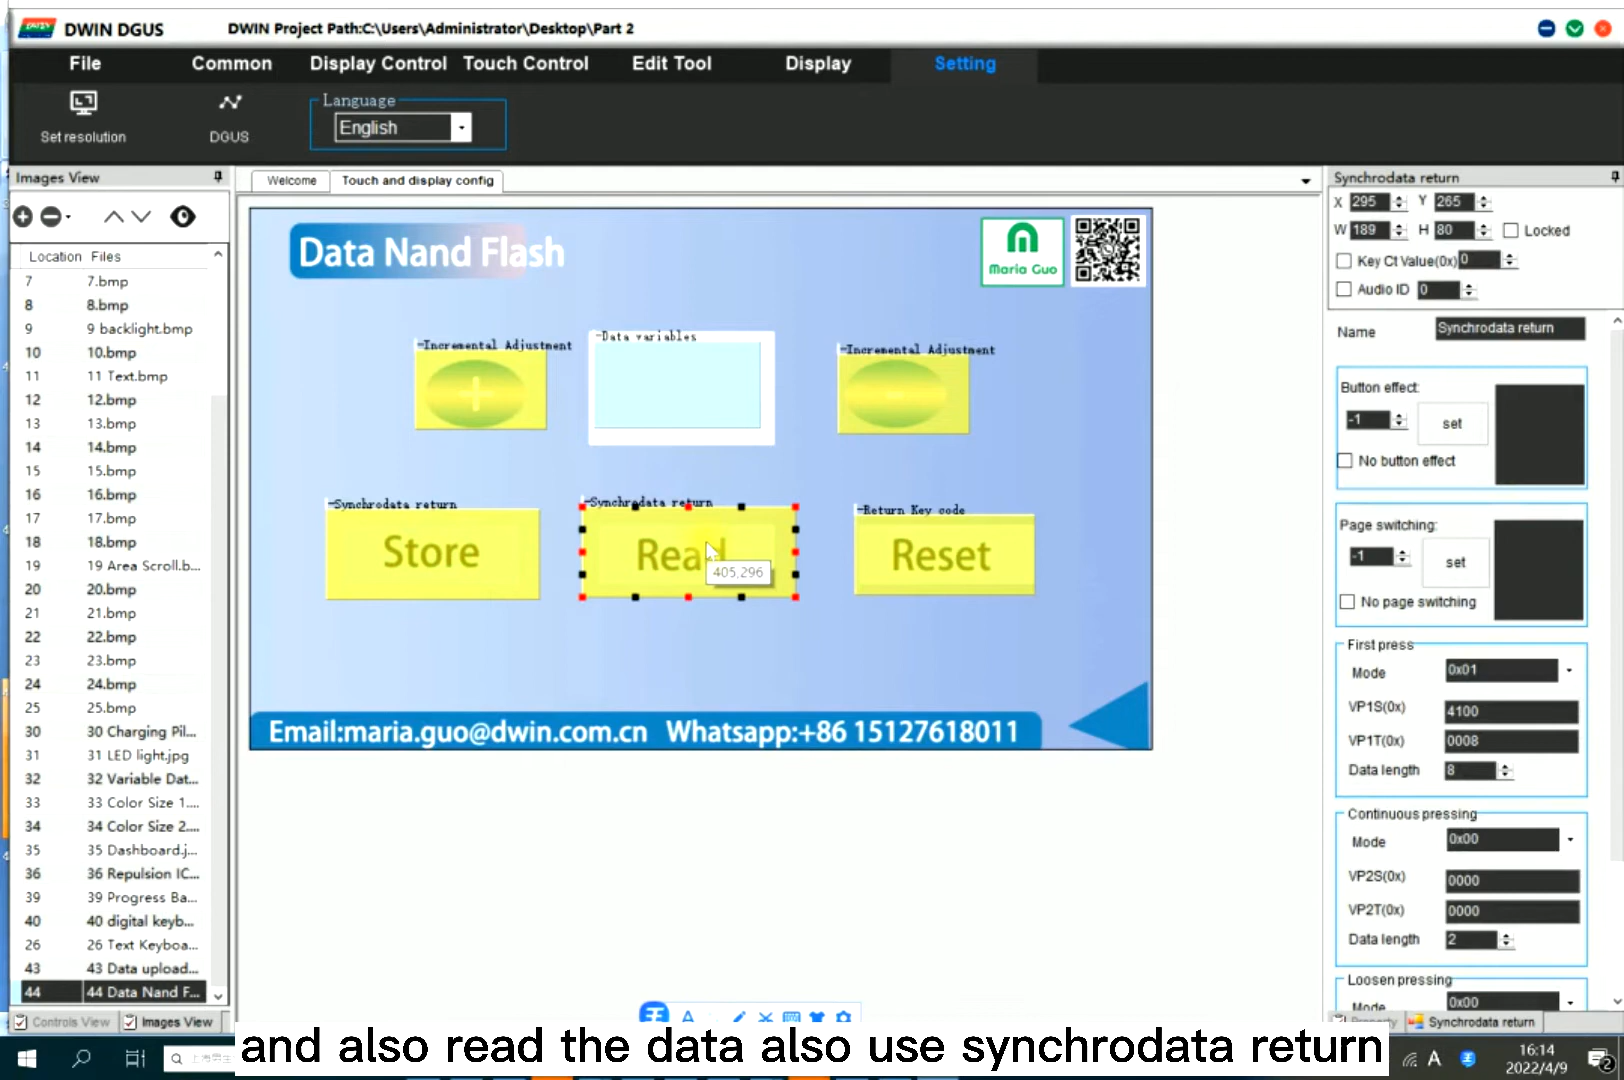 DWIN DGUS
DWIN Project Path:C:\Users\Administrator\Desktop\Part 2
File
Common
Display Control
Touch Control
Edit Tool
Display
Setting
Set resolution
DGUS
Language
English
Images View
Welcome
Touch and display config
Synchrodata return
Location Files
7 7.bmp
8 8.bmp
9 9 backlight.bmp
10 10.bmp
11 11 Text.bmp
12 12.bmp
13 13.bmp
14 14.bmp
15 15.bmp
16 16.bmp
17 17.bmp
18 18.bmp
19 19 Area Scroll.b...
20 20.bmp
21 21.bmp
22 22.bmp
23 23.bmp
24 24.bmp
25 25.bmp
30 30 Charging Pil...
31 31 LED light.jpg
32 32 Variable Dat...
33 33 Color Size 1....
34 34 Color Size 2....
35 35 Dashboard.j...
36 36 Repulsion IC...
39 39 Progress Ba...
40 40 digital keyb...
26 26 Text Keyboa...
43 43 Data upload...
44 44 Data Nand F...
Controls View
Images View
Data Nand Flash
Maria Guo
-Incremental Adjustment
-Data variables
-Incremental Adjustment
-Synchrodata return
-Synchrodata return
-Return Key code
Store
Read
405,296
Reset
Email:maria.guo@dwin.com.cn Whatsapp:+86 15127618011
X 295 Y 265
W 189 H 80 Locked
Key Ct Value(0x) 0
Audio ID 0
Name Synchrodata return
Button effect:
-1 set
No button effect
Page switching:
-1 set
No page switching
First press
Mode 0x01
VP1S(0x) 4100
VP1T(0x) 0008
Data length 8
Continuous pressing
Mode 0x00
VP2S(0x) 0000
VP2T(0x) 0000
Data length 2
Loosen pressing
Mode 0x00
Synchrodata return
and also read the data also use synchrodata return
A
16:14
2022/4/9
2